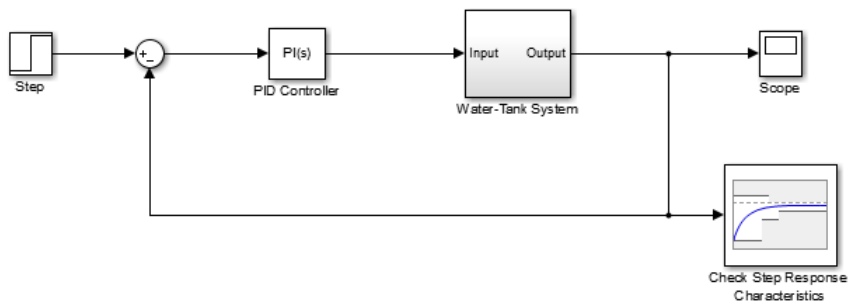 Step
+
-
PI(s)
PID Controller
Input
Output
Water-Tank System
Scope
Check Step Response
Characteristics